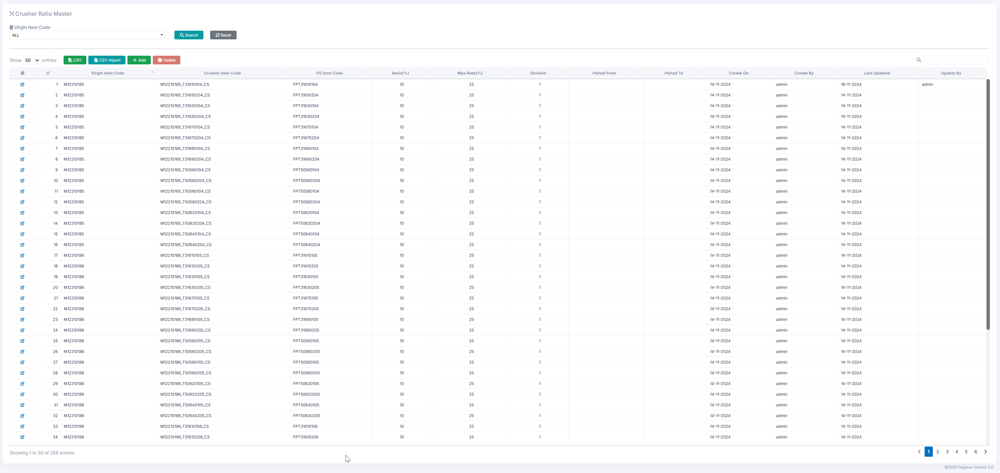 Crusher Ratio Master
Virgin Item Code
ALL Search Reset
Show 50 entries CSV CSV Import Add Delete
Virgin Item Code Crusher Item Code FG Item Code Ratio(%) Max Rate(%) Division Period From Period To Create On Create By Last Updated Update By
1 M12210185 M12210185_T31610104_CS FPT31610104 10 25 1 14-11-2024 admin 18-11-2024 admin
2 M12210185 M12210185_T31610204_CS FPT31610204 10 25 1 14-11-2024 admin 14-11-2024
3 M12210185 M12210185_T31630104_CS FPT31630104 10 25 1 14-11-2024 admin 14-11-2024
4 M12210185 M12210185_T31630204_CS FPT31630204 10 25 1 14-11-2024 admin 14-11-2024
5 M12210185 M12210185_T31670104_CS FPT31670104 10 25 1 14-11-2024 admin 14-11-2024
6 M12210185 M12210185_T31670204_CS FPT31670204 10 25 1 14-11-2024 admin 14-11-2024
7 M12210185 M12210185_T31690104_CS FPT31690104 10 25 1 14-11-2024 admin 14-11-2024
8 M12210185 M12210185_T31690204_CS FPT31690204 10 25 1 14-11-2024 admin 14-11-2024
9 M12210185 M12210185_T50560104_CS FPT50560104 10 25 1 14-11-2024 admin 14-11-2024
10 M12210185 M12210185_T50560204_CS FPT50560204 10 25 1 14-11-2024 admin 14-11-2024
11 M12210185 M12210185_T50580104_CS FPT50580104 10 25 1 14-11-2024 admin 14-11-2024
12 M12210185 M12210185_T50580204_CS FPT50580204 10 25 1 14-11-2024 admin 14-11-2024
13 M12210185 M12210185_T50620104_CS FPT50620104 10 25 1 14-11-2024 admin 14-11-2024
14 M12210185 M12210185_T50620204_CS FPT50620204 10 25 1 14-11-2024 admin 14-11-2024
15 M12210185 M12210185_T50640104_CS FPT50640104 10 25 1 14-11-2024 admin 14-11-2024
16 M12210185 M12210185_T50640204_CS FPT50640204 10 25 1 14-11-2024 admin 14-11-2024
17 M12210186 M12210186_T31610105_CS FPT31610105 10 25 1 14-11-2024 admin 14-11-2024
18 M12210186 M12210186_T31610205_CS FPT31610205 10 25 1 14-11-2024 admin 14-11-2024
19 M12210186 M12210186_T31630105_CS FPT31630105 10 25 1 14-11-2024 admin 14-11-2024
20 M12210186 M12210186_T31630205_CS FPT31630205 10 25 1 14-11-2024 admin 14-11-2024
21 M12210186 M12210186_T31670105_CS FPT31670105 10 25 1 14-11-2024 admin 14-11-2024
22 M12210186 M12210186_T31670205_CS FPT31670205 10 25 1 14-11-2024 admin 14-11-2024
23 M12210186 M12210186_T31690105_CS FPT31690105 10 25 1 14-11-2024 admin 14-11-2024
24 M12210186 M12210186_T31690205_CS FPT31690205 10 25 1 14-11-2024 admin 14-11-2024
25 M12210186 M12210186_T50560105_CS FPT50560105 10 25 1 14-11-2024 admin 14-11-2024
26 M12210186 M12210186_T50560205_CS FPT50560205 10 25 1 14-11-2024 admin 14-11-2024
27 M12210186 M12210186_T50580105_CS FPT50580105 10 25 1 14-11-2024 admin 14-11-2024
28 M12210186 M12210186_T50580205_CS FPT50580205 10 25 1 14-11-2024 admin 14-11-2024
29 M12210186 M12210186_T50620105_CS FPT50620105 10 25 1 14-11-2024 admin 14-11-2024
30 M12210186 M12210186_T50620205_CS FPT50620205 10 25 1 14-11-2024 admin 14-11-2024
31 M12210186 M12210186_T50640105_CS FPT50640105 10 25 1 14-11-2024 admin 14-11-2024
32 M12210186 M12210186_T50640205_CS FPT50640205 10 25 1 14-11-2024 admin 14-11-2024
33 M12210196 M12210196_T31610106_CS FPT31610106 10 25 1 14-11-2024 admin 14-11-2024
34 M12210196 M12210196_T31610206_CS FPT31610206 10 25 1 14-11-2024 admin 14-11-2024
Showing 1 to 50 of 268 entries 1 2 3 4 5 6
©2025 Pegasus Version 2.0